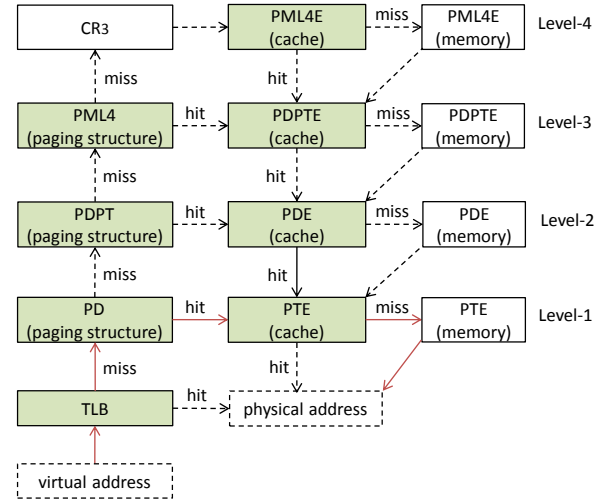 CR3
PML4E
(cache)
miss
PML4E
(memory)
Level-4
miss
hit
PML4
(paging structure)
hit
PDPTE
(cache)
miss
PDPTE
(memory)
Level-3
miss
hit
PDPT
(paging structure)
hit
PDE
(cache)
miss
PDE
(memory)
Level-2
miss
hit
PD
(paging structure)
hit
PTE
(cache)
miss
PTE
(memory)
Level-1
miss
hit
TLB
hit
physical address
virtual address